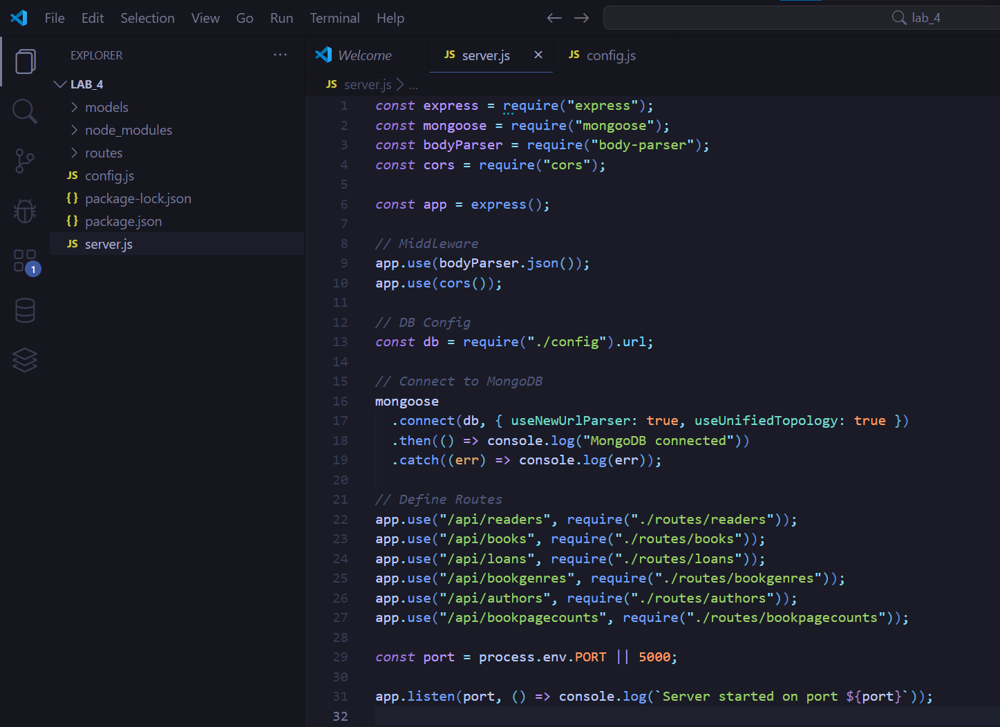 File Edit Selection View Go Run Terminal Help
lab_4
EXPLORER ...
LAB_4
models
node_modules
routes
JS config.js
{} package-lock.json
{} package.json
JS server.js
1
Welcome
JS server.js ×
JS config.js
JS server.js > ...
1 const express = require("express");
2 const mongoose = require("mongoose");
3 const bodyParser = require("body-parser");
4 const cors = require("cors");
5
6 const app = express();
7
8 // Middleware
9 app.use(bodyParser.json());
10 app.use(cors());
11
12 // DB Config
13 const db = require("./config").url;
14
15 // Connect to MongoDB
16 mongoose
17   .connect(db, { useNewUrlParser: true, useUnifiedTopology: true })
18   .then(() => console.log("MongoDB connected"))
19   .catch((err) => console.log(err));
20
21 // Define Routes
22 app.use("/api/readers", require("./routes/readers"));
23 app.use("/api/books", require("./routes/books"));
24 app.use("/api/loans", require("./routes/loans"));
25 app.use("/api/bookgenres", require("./routes/bookgenres"));
26 app.use("/api/authors", require("./routes/authors"));
27 app.use("/api/bookpagecounts", require("./routes/bookpagecounts"));
28
29 const port = process.env.PORT || 5000;
30
31 app.listen(port, () => console.log(`Server started on port ${port}`));
32